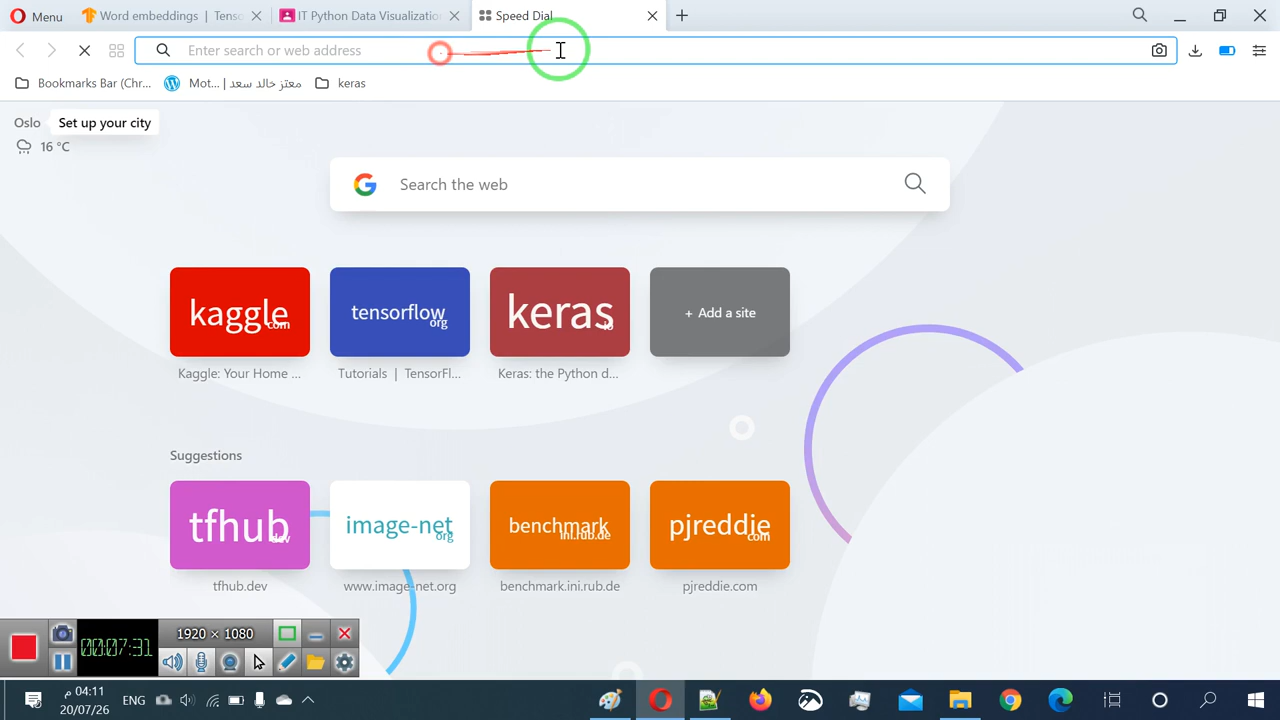 Menu
Word embeddings | Tens
IT Python Data Visualizatio
Speed Dial
Enter search or web address
Bookmarks Bar (Chr...
Mot... | معتز خالد سعد
keras
Oslo
Set up your city
16 °C
Search the web
kaggle
com
tensorflow
org
keras
io
+ Add a site
Kaggle: Your Home ...
Tutorials | TensorFl...
Keras: the Python d...
Suggestions
tfhub
dev
image-net
org
benchmark
ini.rub.de
pjreddie
com
tfhub.dev
www.image-net.org
benchmark.ini.rub.de
pjreddie.com
00:07:31
1920 × 1080
04:11 م
20/07/26
ENG